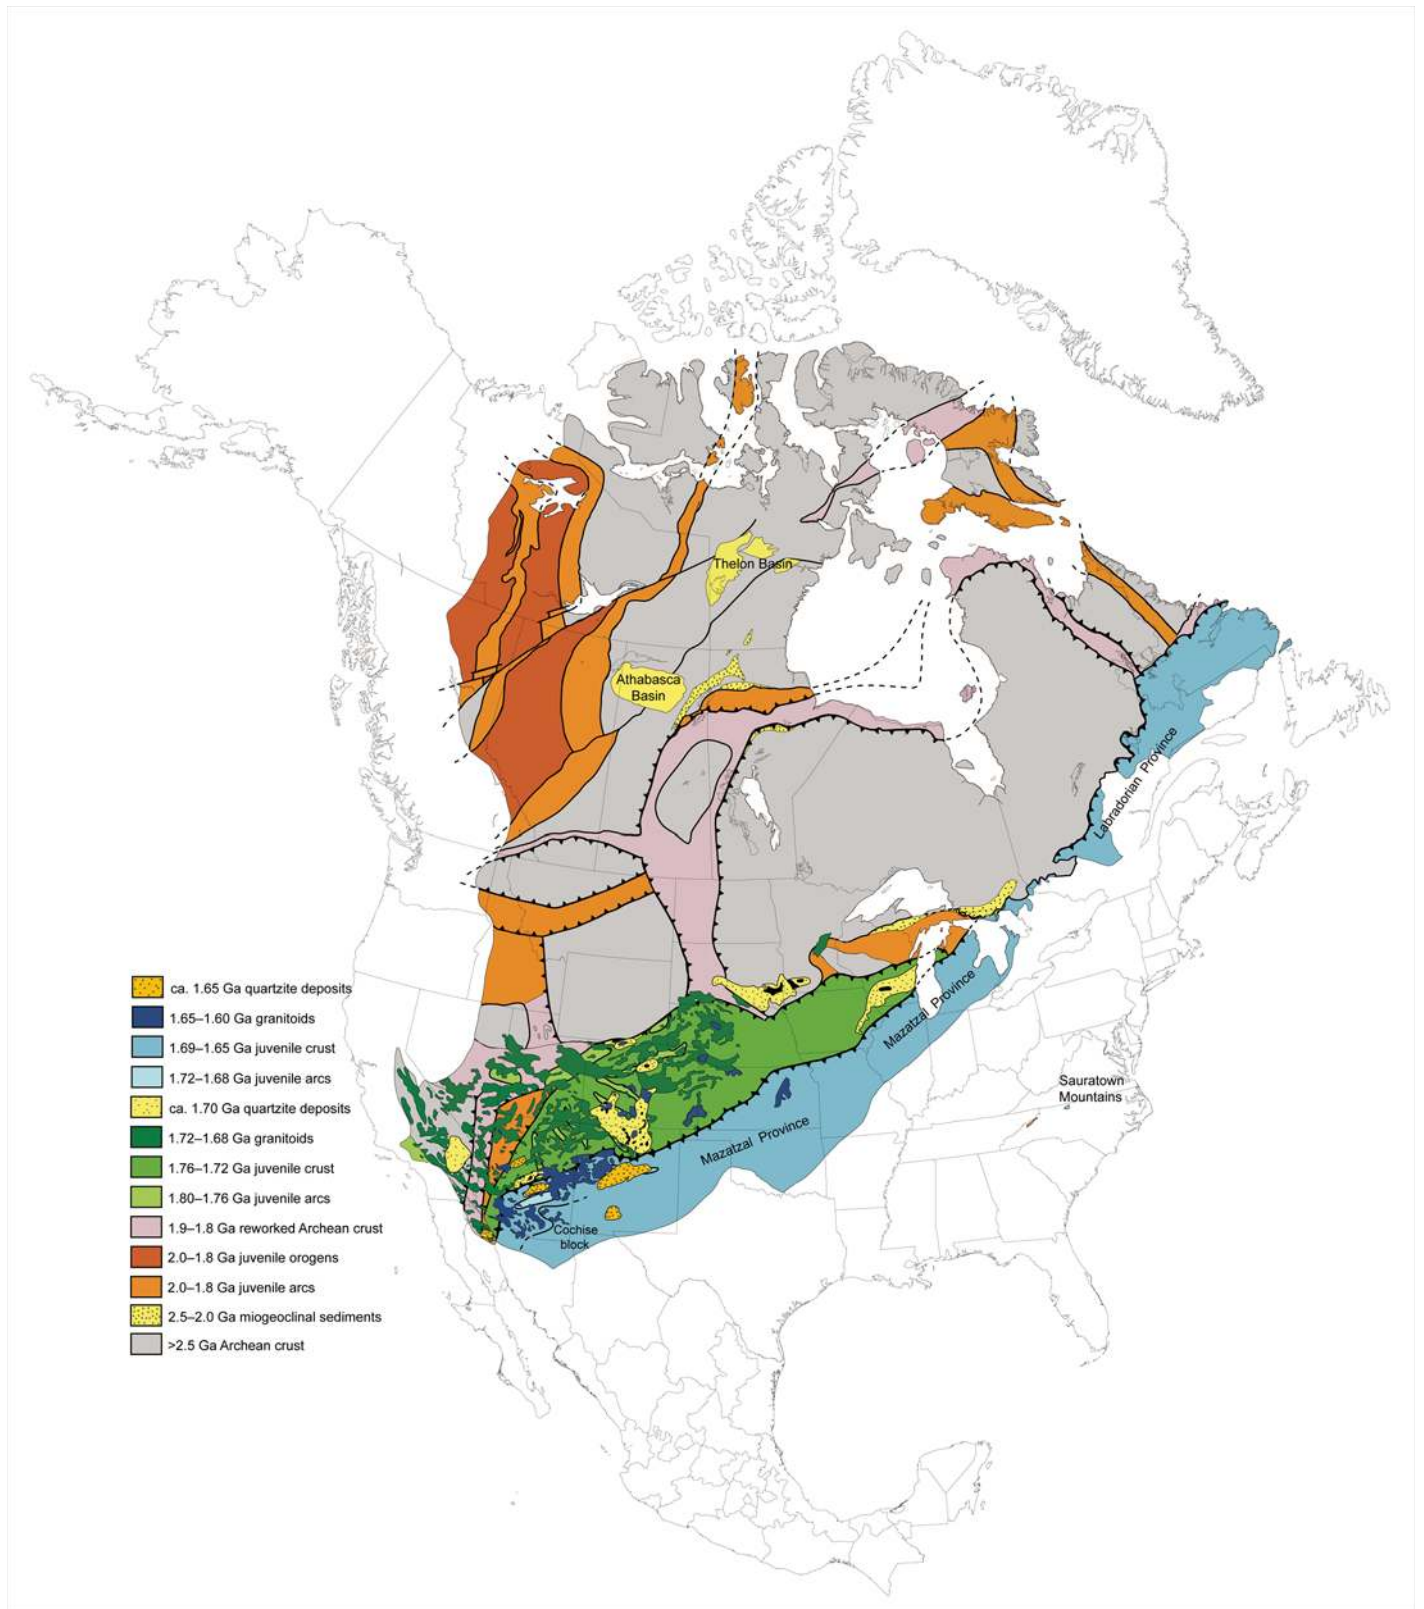 Thelon Basin
Athabasca
Basin
Labradorian Province
Mazatzal Province
Sauratown
Mountains
Mazatzal Province
Cochise
block
ca. 1.65 Ga quartzite deposits
1.65–1.60 Ga granitoids
1.69–1.65 Ga juvenile crust
1.72–1.68 Ga juvenile arcs
ca. 1.70 Ga quartzite deposits
1.72–1.68 Ga granitoids
1.76–1.72 Ga juvenile crust
1.80–1.76 Ga juvenile arcs
1.9–1.8 Ga reworked Archean crust
2.0–1.8 Ga juvenile orogens
2.0–1.8 Ga juvenile arcs
2.5–2.0 Ga miogeoclinal sediments
>2.5 Ga Archean crust